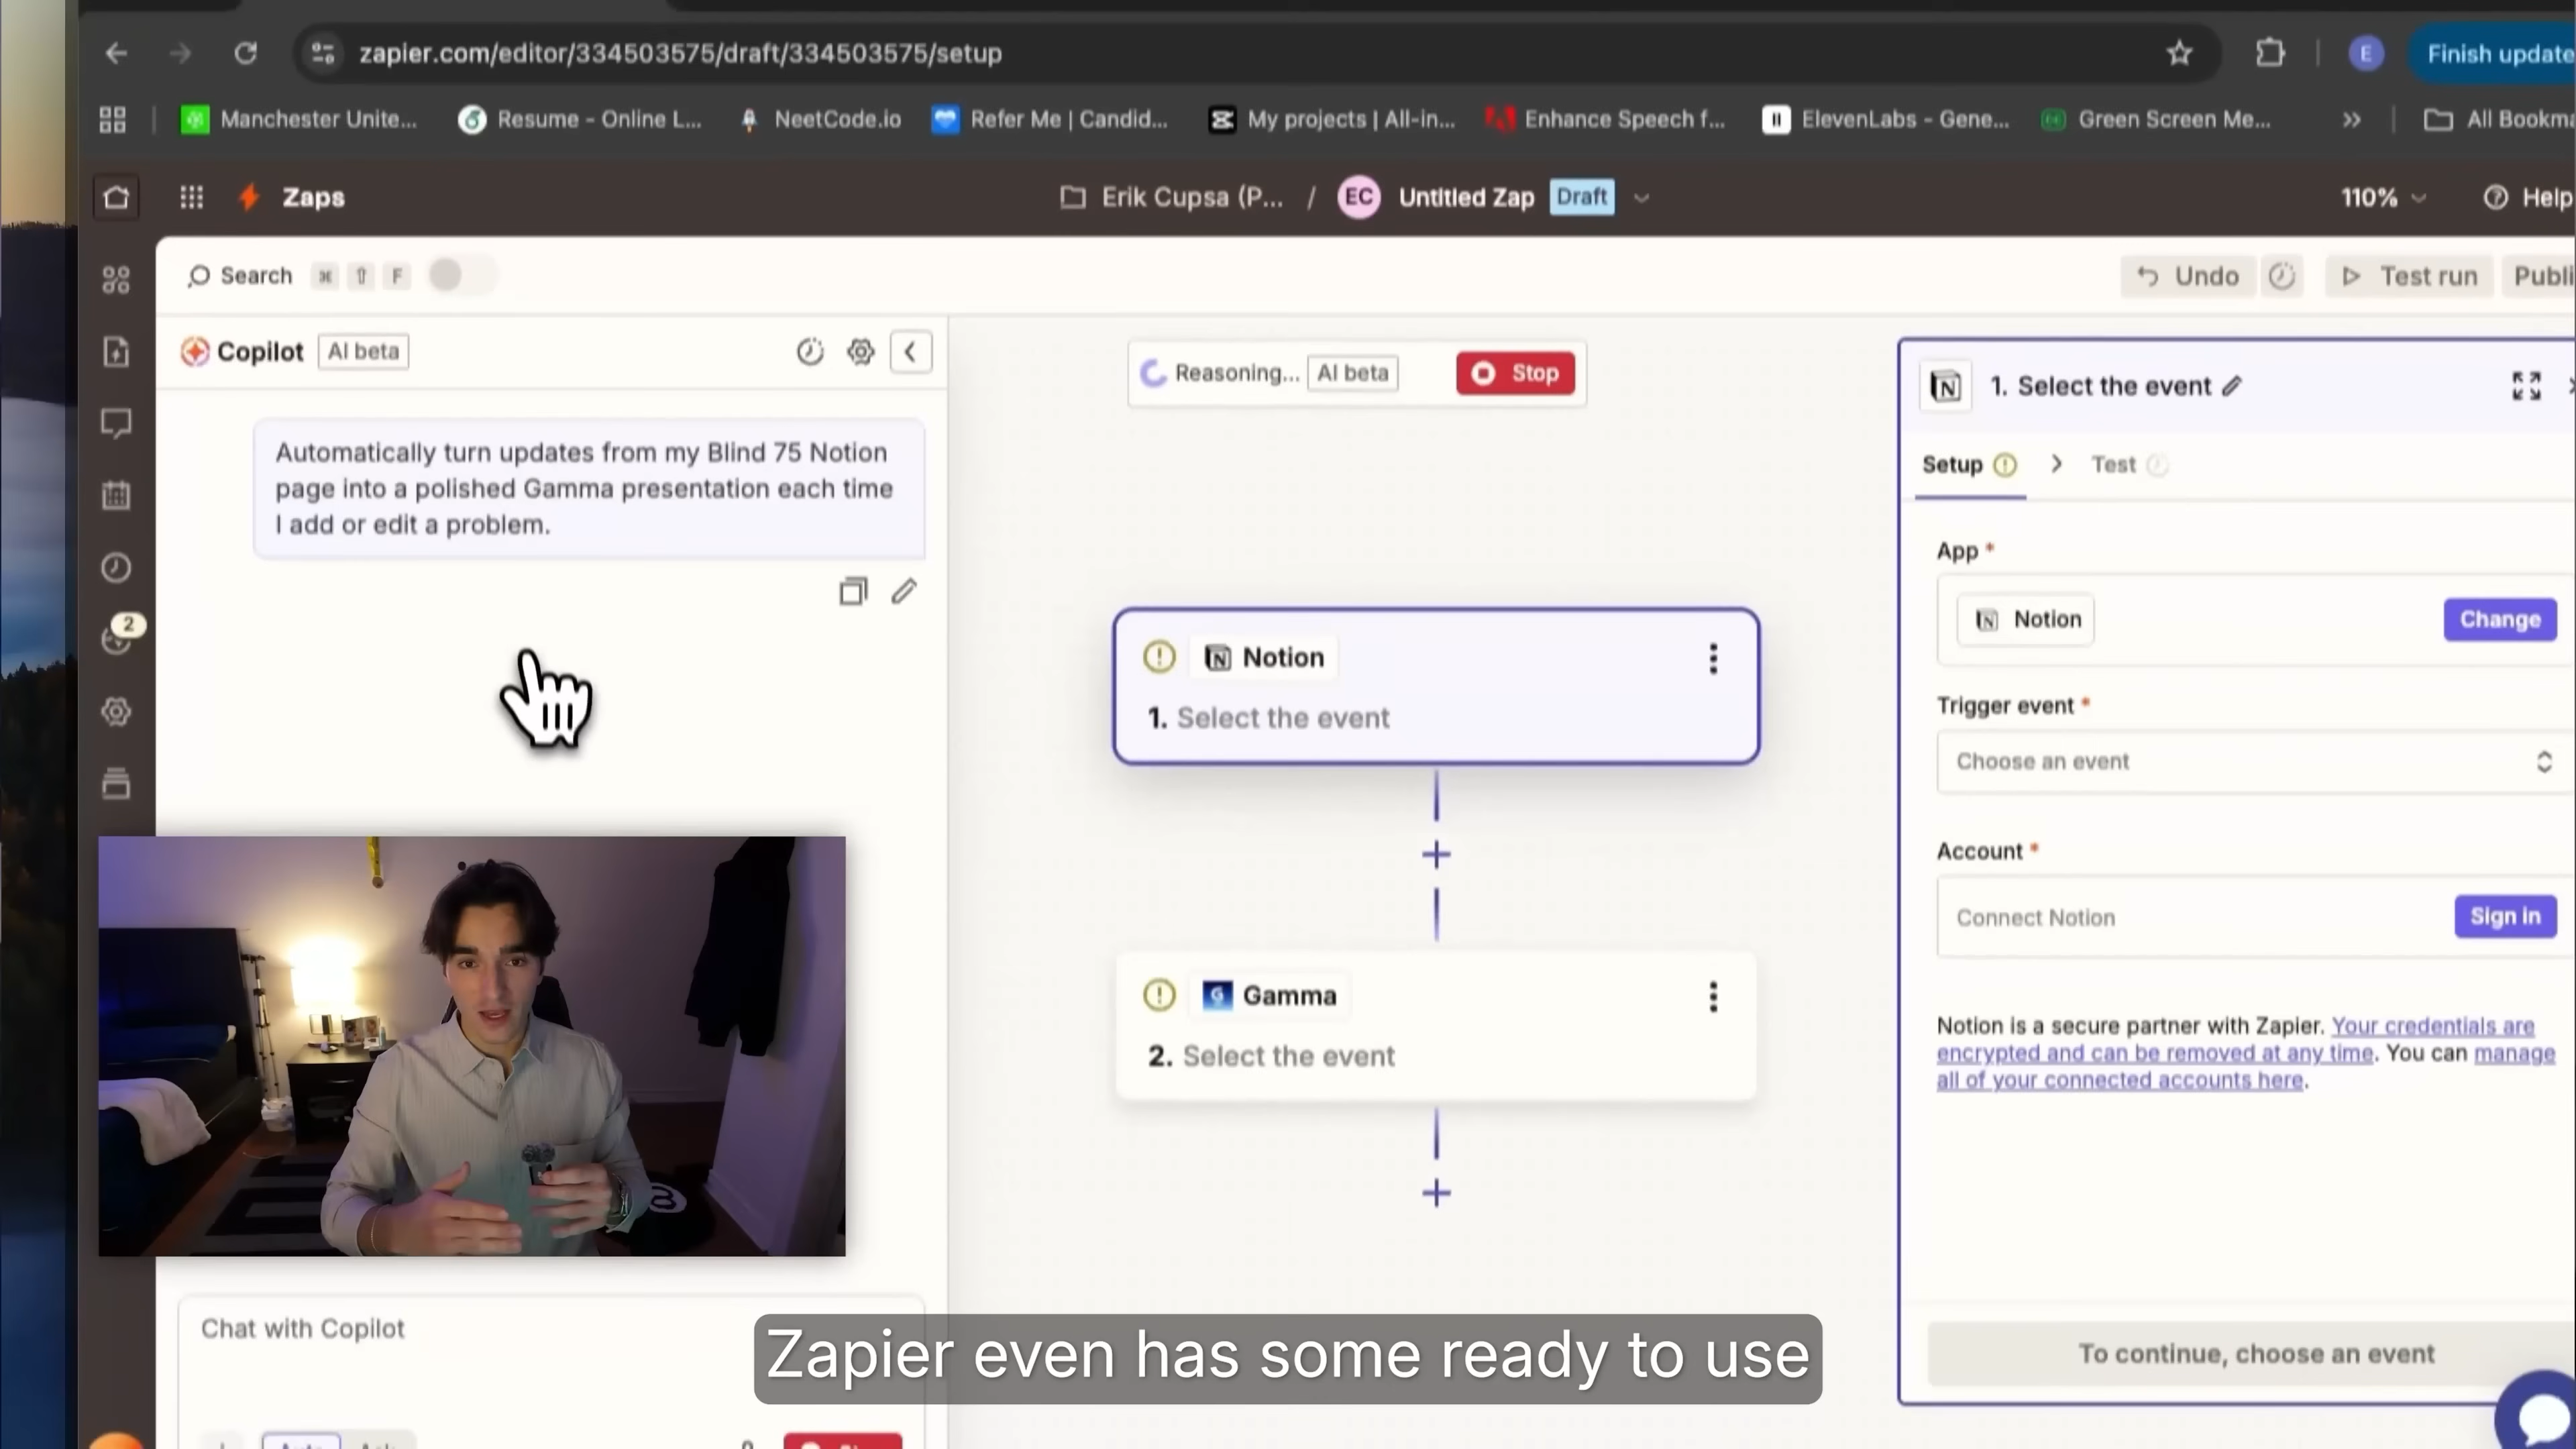 zapier.com/editor/334503575/draft/334503575/setup
E
Finish update
Manchester Unite...
Resume - Online L...
NeetCode.io
Refer Me | Candid...
My projects | All-in...
Enhance Speech f...
ElevenLabs - Gene...
Green Screen Me...
All Bookma
Zaps
Erik Cupsa (P... /
EC
Untitled Zap
Draft
110%
Help
Search
⌘ ⇧ F
Undo
Test run
Publi
Copilot
AI beta
Automatically turn updates from my Blind 75 Notion
page into a polished Gamma presentation each time
I add or edit a problem.
2
Chat with Copilot
Reasoning...
AI beta
Stop
Notion
1. Select the event
Gamma
2. Select the event
1. Select the event
Setup
Test
App *
Notion
Change
Trigger event *
Choose an event
Account *
Connect Notion
Sign in
Notion is a secure partner with Zapier. Your credentials are
encrypted and can be removed at any time. You can manage
all of your connected accounts here.
To continue, choose an event
Zapier even has some ready to use